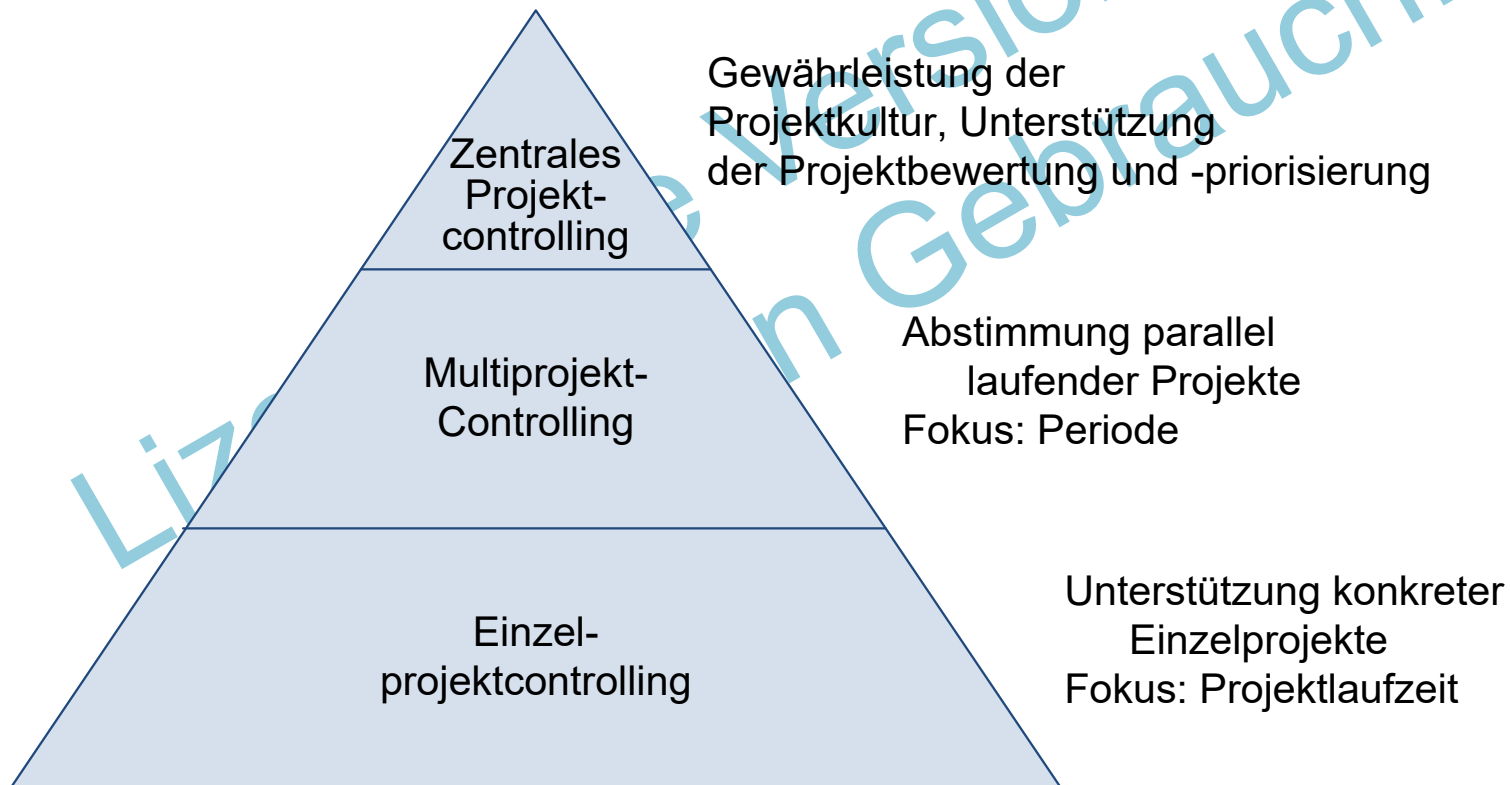 Zentrales
Projekt-
controlling
Gewährleistung der
Projektkultur, Unterstützung
der Projektbewertung und -priorisierung
Multiprojekt-
Controlling
Abstimmung parallel
laufender Projekte
Fokus: Periode
Einzel-
projektcontrolling
Unterstützung konkreter
Einzelprojekte
Fokus: Projektlaufzeit